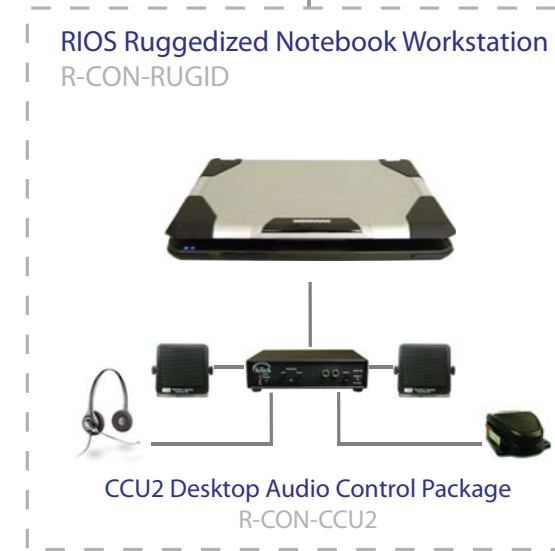 RIOS Ruggedized Notebook Workstation
R-CON-RUGID
CCU2 Desktop Audio Control Package
R-CON-CCU2